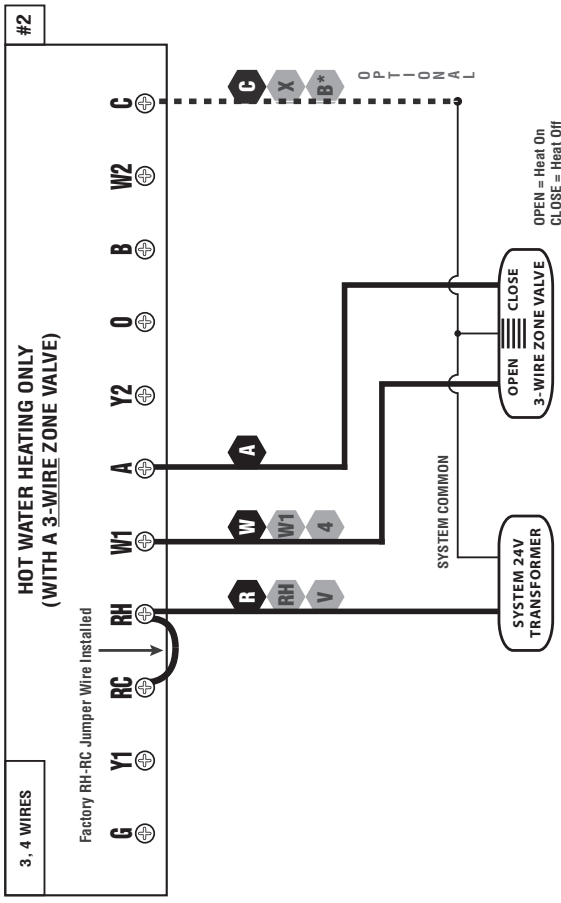 3, 4 WIRES
HOT WATER HEATING ONLY
(WITH A 3-WIRE ZONE VALVE)
#2
Factory RH-RC Jumper Wire Installed
G Y1 RC RH W1 A Y2 O B W2 C
R
RH
V
W
W1
4
A
C
X
B*
OPTIONAL
SYSTEM COMMON
SYSTEM 24V
TRANSFORMER
OPEN CLOSE
3-WIRE ZONE VALVE
OPEN = Heat On
CLOSE = Heat Off